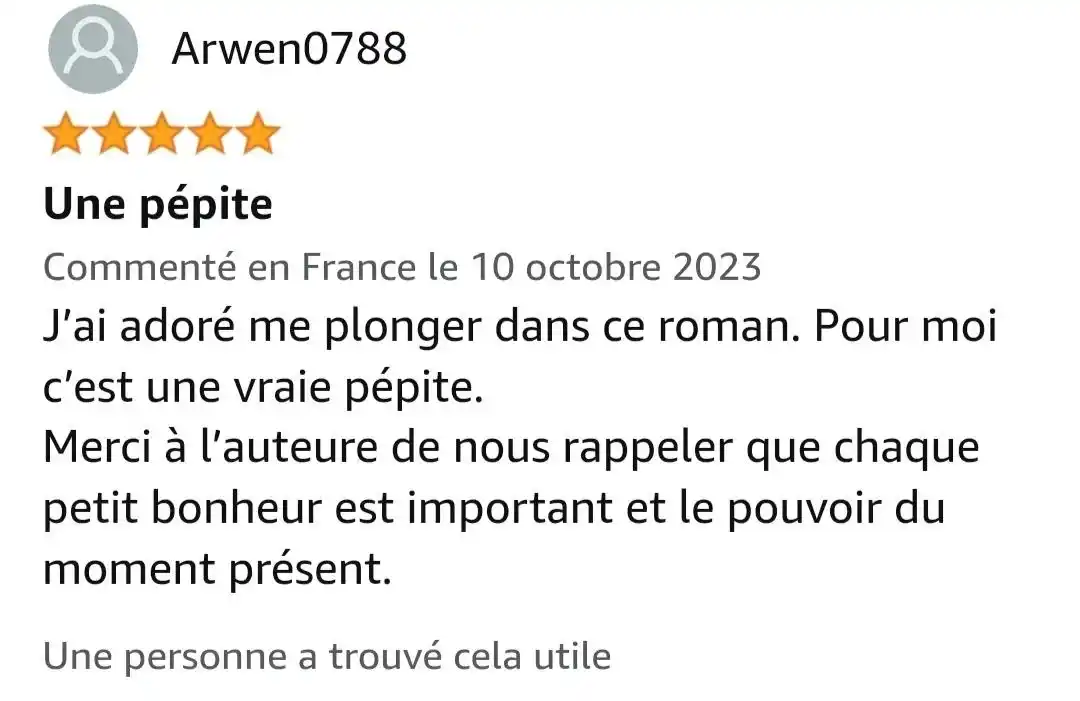 Arwen0788
Une pépite
Commenté en France le 10 octobre 2023
J’ai adoré me plonger dans ce roman. Pour moi
c’est une vraie pépite.
Merci à l’auteure de nous rappeler que chaque
petit bonheur est important et le pouvoir du
moment présent.
Une personne a trouvé cela utile